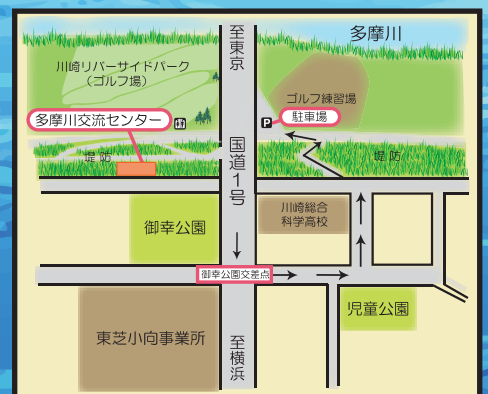 至東京
多摩川
川崎リバーサイドパーク
（ゴルフ場）
ゴルフ練習場
駐車場
P
多摩川交流センター
堤防
堤防
国道1号
御幸公園
川崎総合
科学高校
御幸公園交差点
児童公園
東芝小向事業所
至横浜